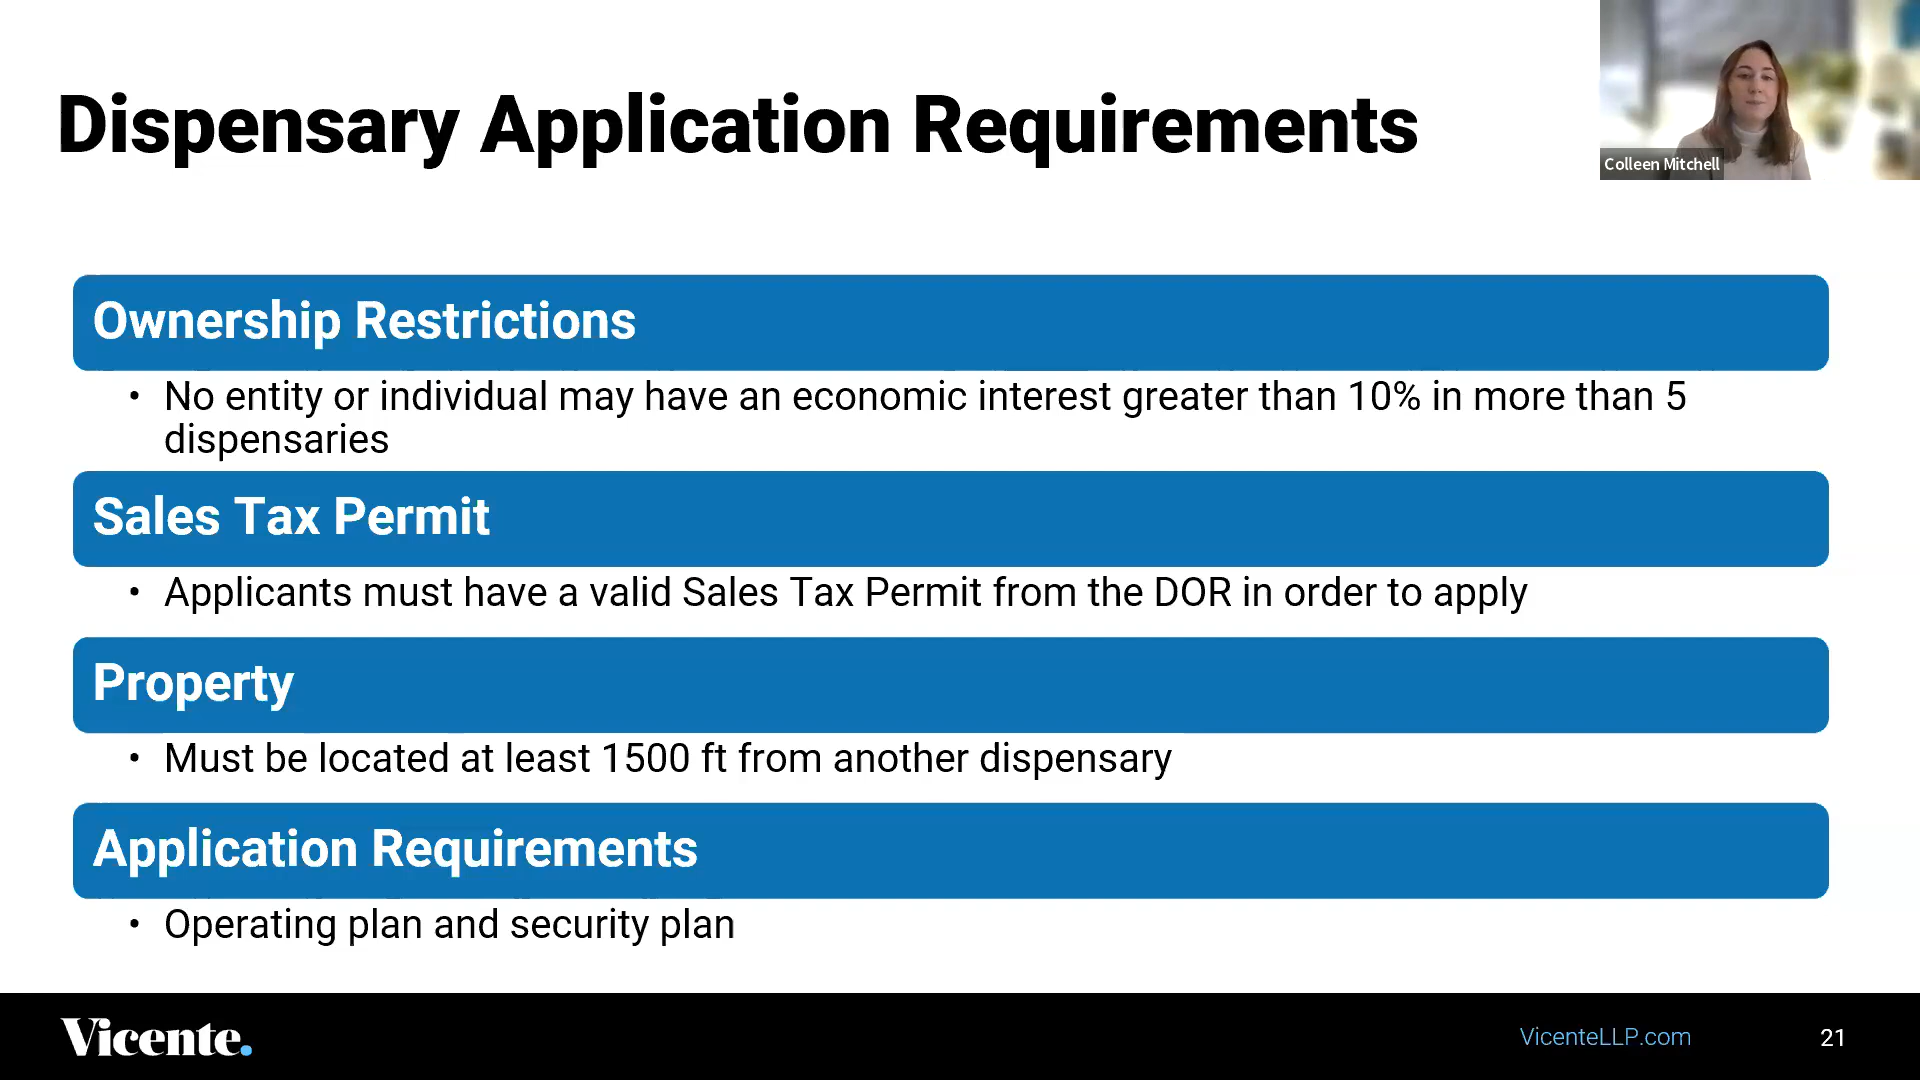 Dispensary Application Requirements
Colleen Mitchell
Ownership Restrictions
• No entity or individual may have an economic interest greater than 10% in more than 5
dispensaries
Sales Tax Permit
• Applicants must have a valid Sales Tax Permit from the DOR in order to apply
Property
• Must be located at least 1500 ft from another dispensary
Application Requirements
• Operating plan and security plan
Vicente.
VicenteLLP.com
21